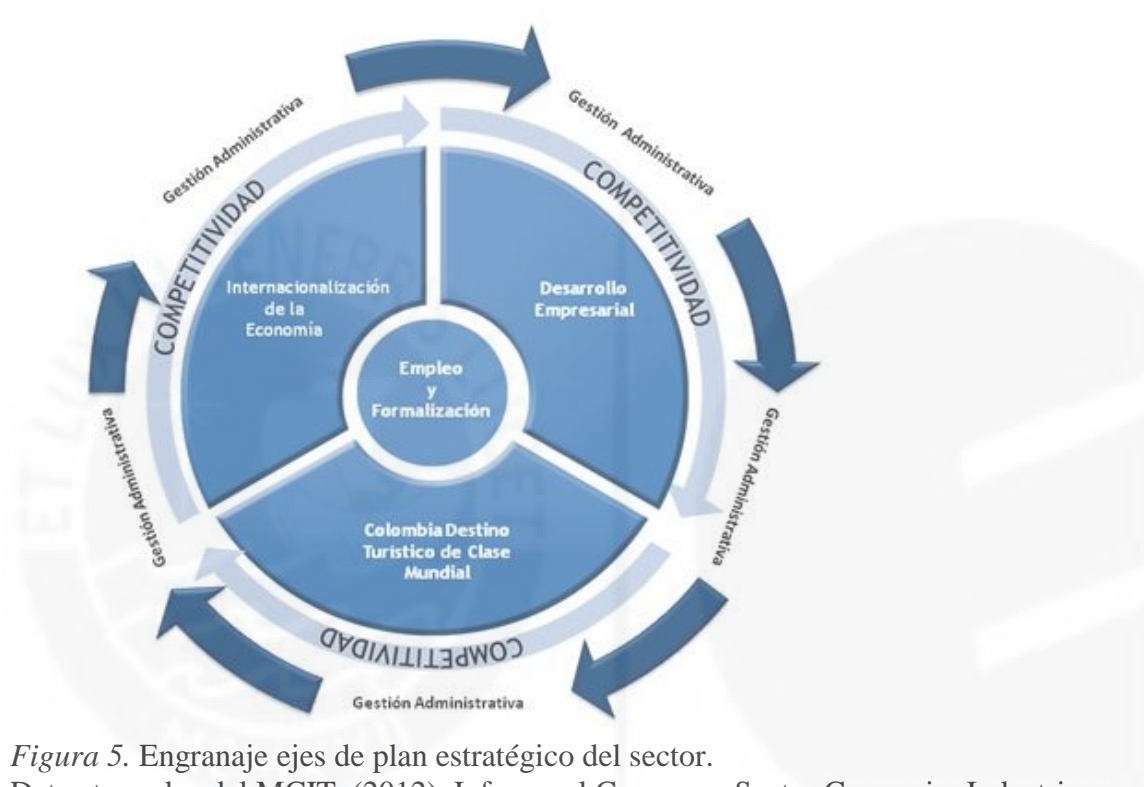 Gestión Administrativa
Gestión Administrativa
COMPETITIVIDAD
COMPETITIVIDAD
Internacionalización
de la
Economía
Desarrollo
Empresarial
Empleo
y
Formalización
Gestión Administrativa
Gestión Administrativa
Colombia Destino
Turístico de Clase
Mundial
COMPETITIVIDAD
Gestión Administrativa
Figura 5. Engranaje ejes de plan estratégico del sector.